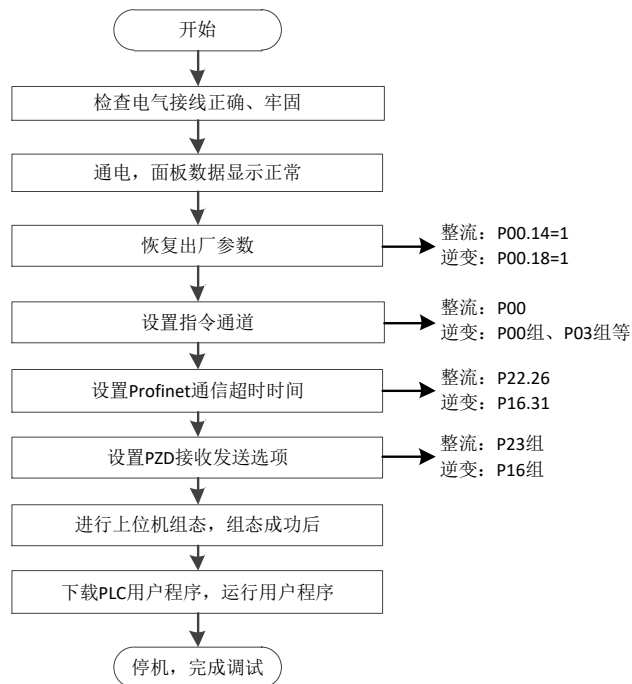 开始
检查电气接线正确、牢固
通电，面板数据显示正常
恢复出厂参数
整流：P00.14=1
逆变：P00.18=1
设置指令通道
整流：P00
逆变：P00组、P03组等
设置Profinet通信超时时间
整流：P22.26
逆变：P16.31
设置PZD接收发送选项
整流：P23组
逆变：P16组
进行上位机组态，组态成功后
下载PLC用户程序，运行用户程序
停机，完成调试